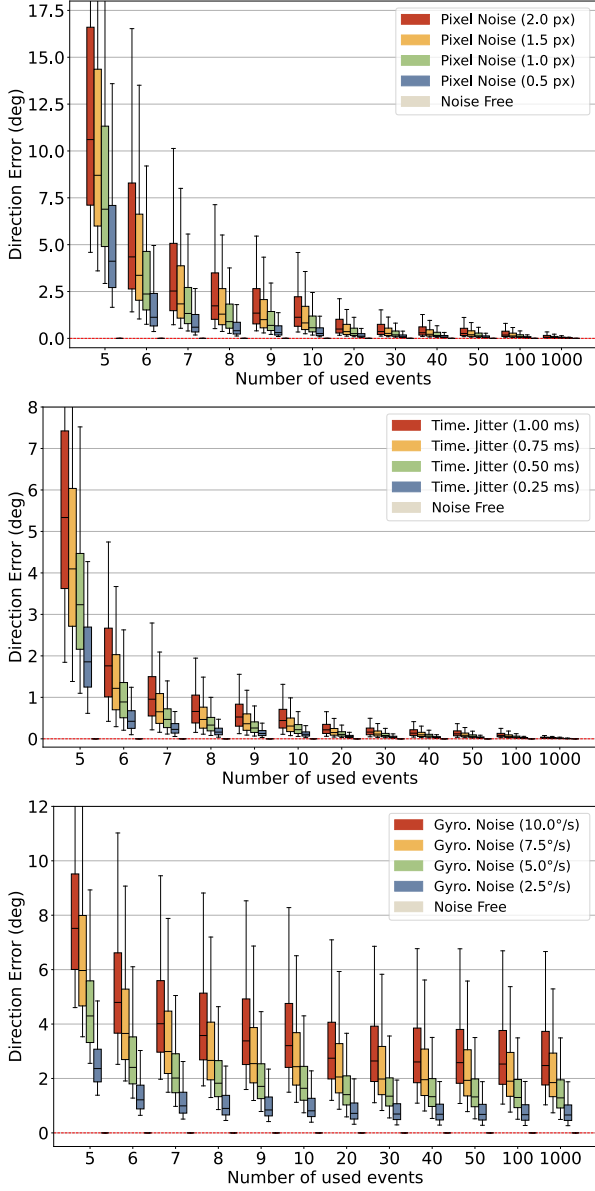 17.5
15.0
12.5
10.0
7.5
5.0
2.5
0.0
Direction Error (deg)
Pixel Noise (2.0 px)
Pixel Noise (1.5 px)
Pixel Noise (1.0 px)
Pixel Noise (0.5 px)
Noise Free
5 6 7 8 9 10 20 30 40 50 100 1000
Number of used events
8
7
6
5
4
3
2
1
0
Direction Error (deg)
Time. Jitter (1.00 ms)
Time. Jitter (0.75 ms)
Time. Jitter (0.50 ms)
Time. Jitter (0.25 ms)
Noise Free
5 6 7 8 9 10 20 30 40 50 100 1000
Number of used events
12
10
8
6
4
2
0
Direction Error (deg)
Gyro. Noise (10.0°/s)
Gyro. Noise (7.5°/s)
Gyro. Noise (5.0°/s)
Gyro. Noise (2.5°/s)
Noise Free
5 6 7 8 9 10 20 30 40 50 100 1000
Number of used events